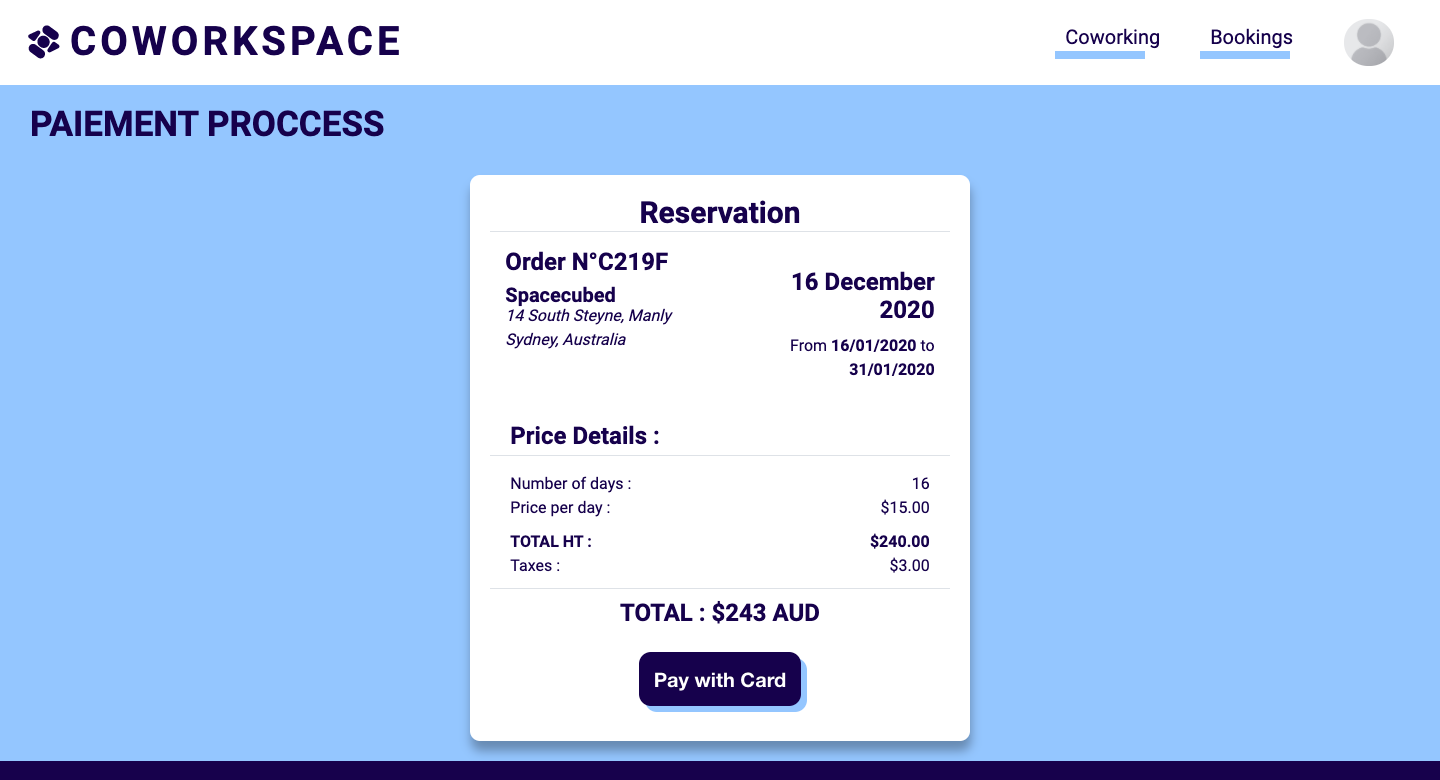 COWORKSPACE
Coworking
Bookings
PAIEMENT PROCCESS
Reservation
Order N°C219F
Spacecubed
14 South Steyne, Manly
Sydney, Australia
16 December
2020
From 16/01/2020 to
31/01/2020
Price Details :
Number of days : 16
Price per day : $15.00
TOTAL HT : $240.00
Taxes : $3.00
TOTAL : $243 AUD
Pay with Card